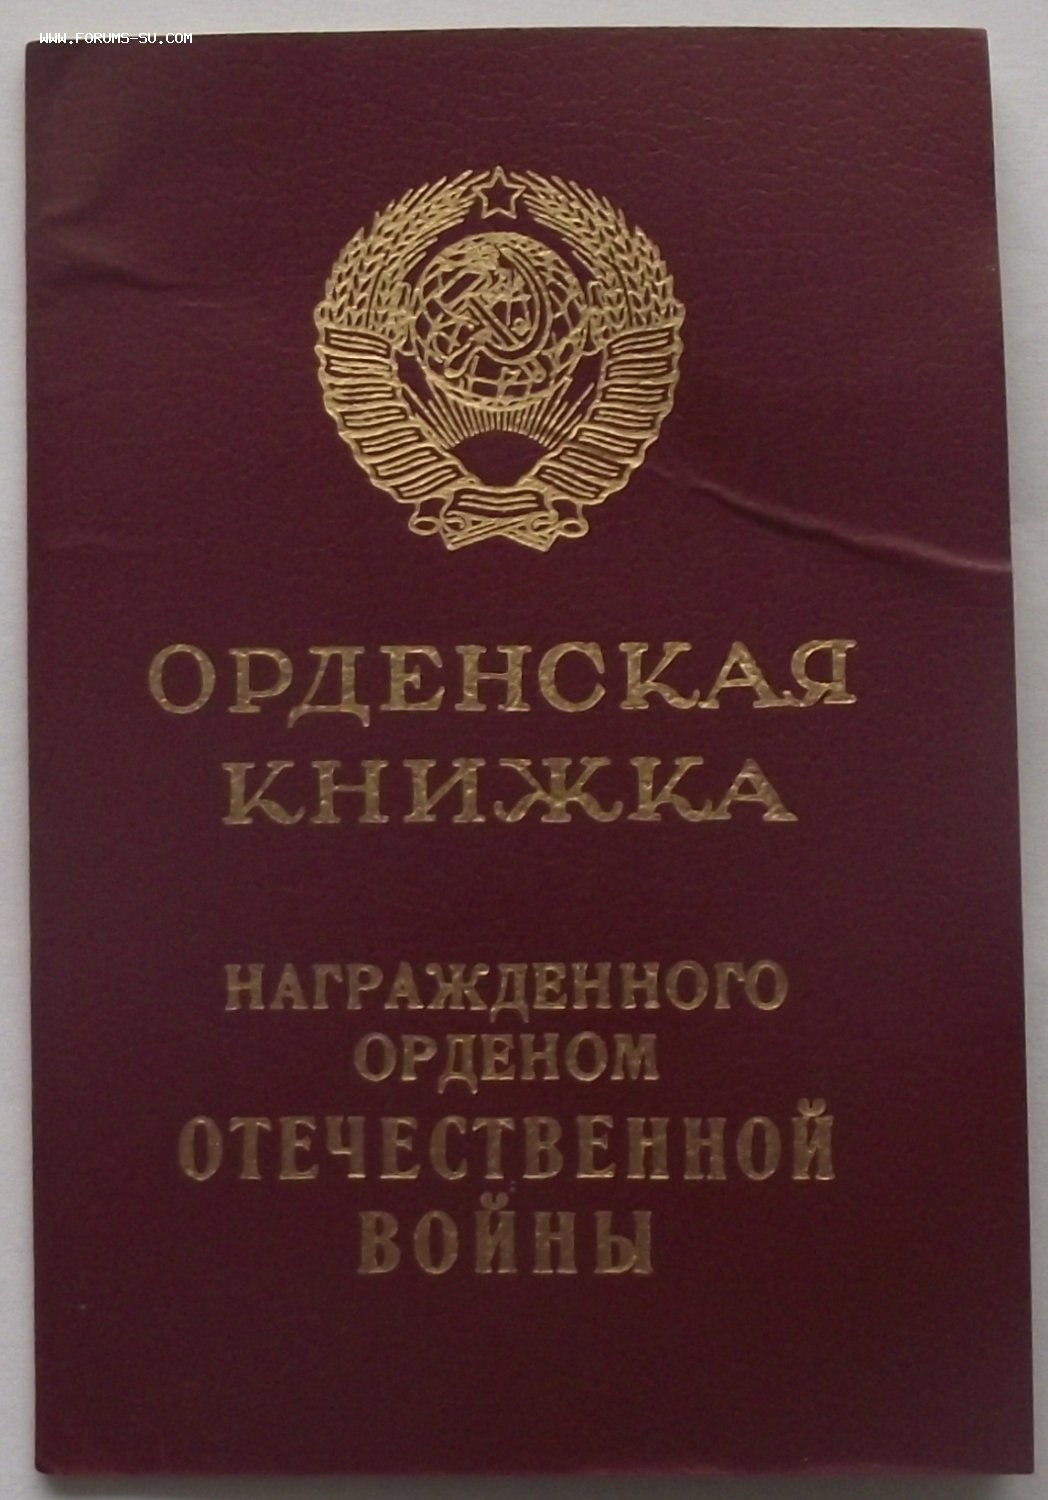 WWW.FORUMS-SU.COM
ОРДЕНСКАЯ
КНИЖКА
НАГРАЖДЕННОГО
ОРДЕНОМ
ОТЕЧЕСТВЕННОЙ
ВОЙНЫ